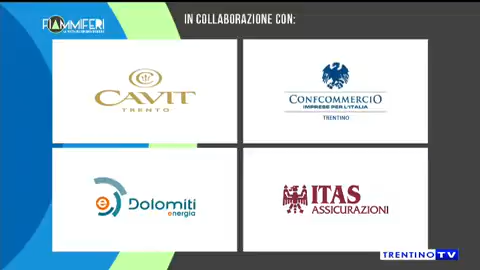 FIAMMIFERI
IN COLLABORAZIONE CON:
CAVIT
TRENTO
CONFCOMMERCIO
IMPRESE PER L'ITALIA
TRENTINO
Dolomiti
energia
ITAS
ASSICURAZIONI
TRENTINO TV